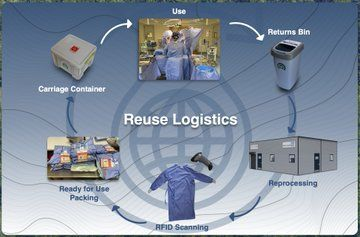 Use
Returns Bin
Carriage Container
Reuse Logistics
Reprocessing
Ready for Use
Packing
RFID Scanning